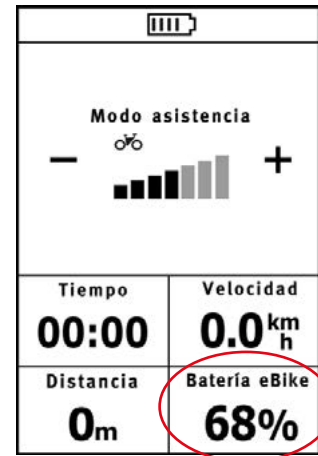 Modo asistencia
− +
Tiempo
Velocidad
00:00
0.0 km
h
Distancia
Batería eBike
0m
68%